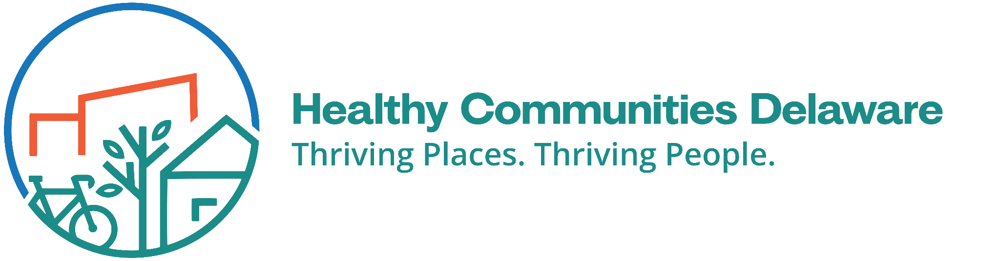 Healthy Communities Delaware
Thriving Places. Thriving People.